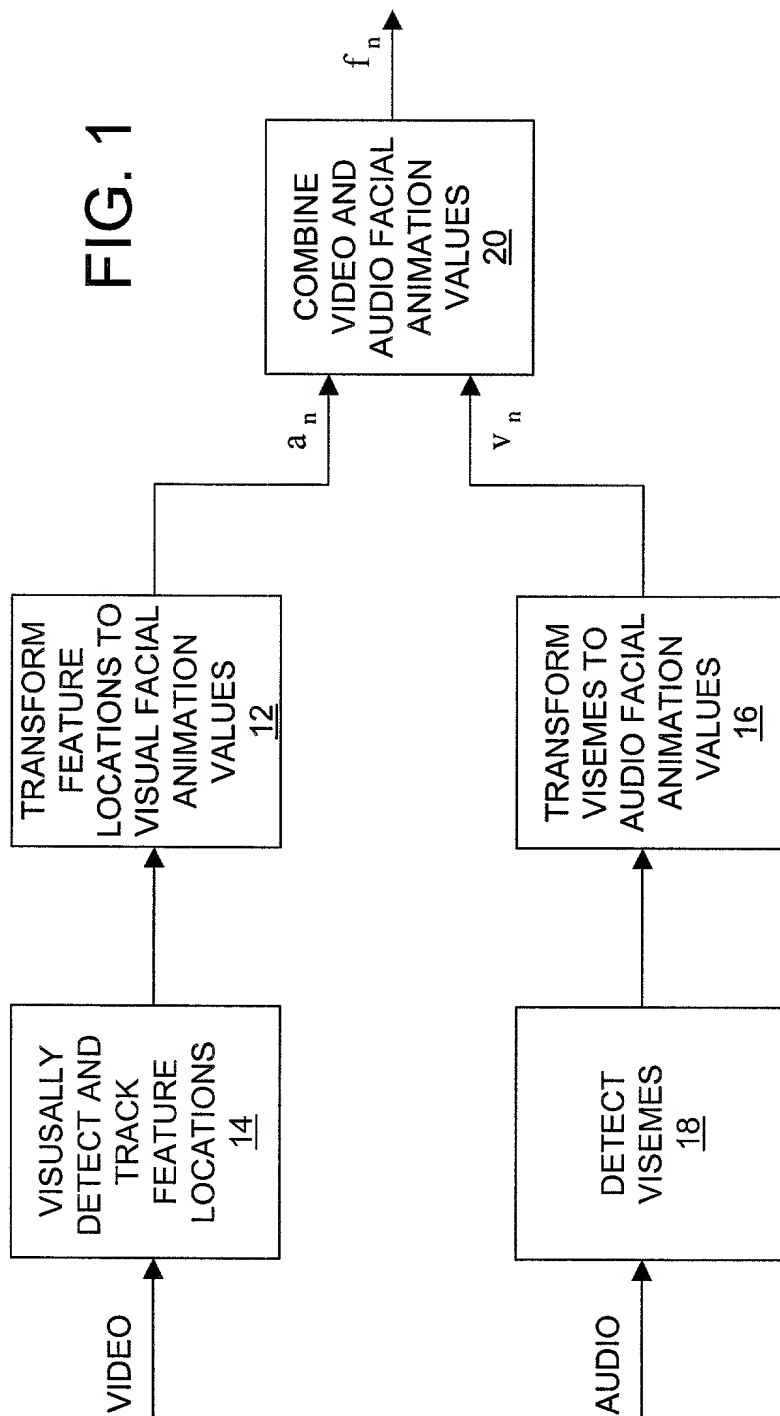 FIG. 1
VIDEO
VISUSALLY
DETECT AND
TRACK
FEATURE
LOCATIONS
14
TRANSFORM
FEATURE
LOCATIONS TO
VISUAL FACIAL
ANIMATION
VALUES
12
a n
COMBINE
VIDEO AND
AUDIO FACIAL
ANIMATION
VALUES
20
f n
AUDIO
DETECT
VISEMES
18
TRANSFORM
VISEMES TO
AUDIO FACIAL
ANIMATION
VALUES
16
v n